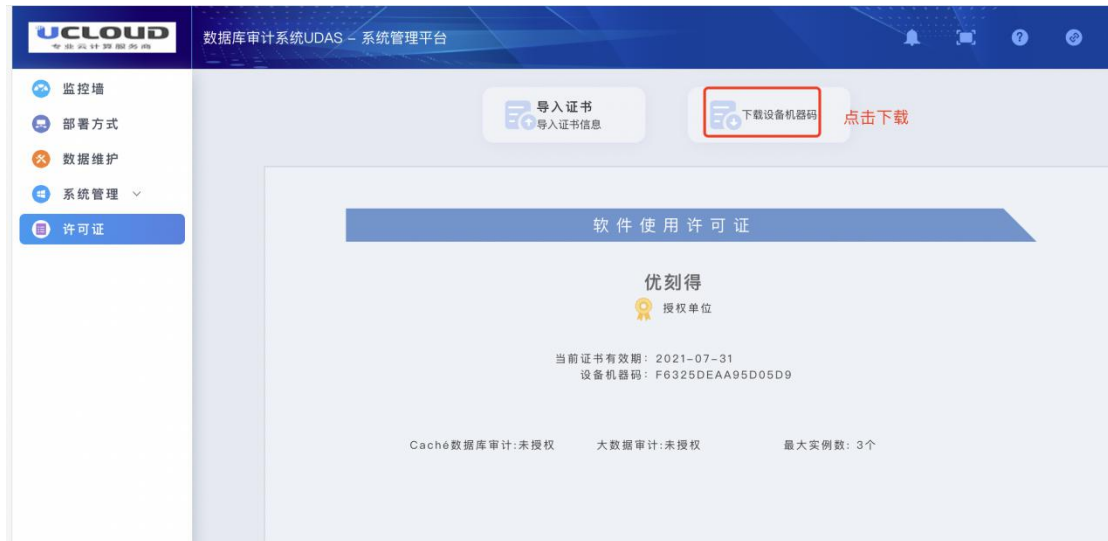 UCLOUD
专业云计算服务商
数据库审计系统UDAS – 系统管理平台
监控墙
部署方式
数据维护
系统管理
许可证
导入证书
导入证书信息
下载设备机器码
点击下载
软件使用许可证
优刻得
授权单位
当前证书有效期: 2021-07-31
设备机器码: F6325DEAA95D05D9
Caché数据库审计:未授权 大数据审计:未授权 最大实例数: 3个